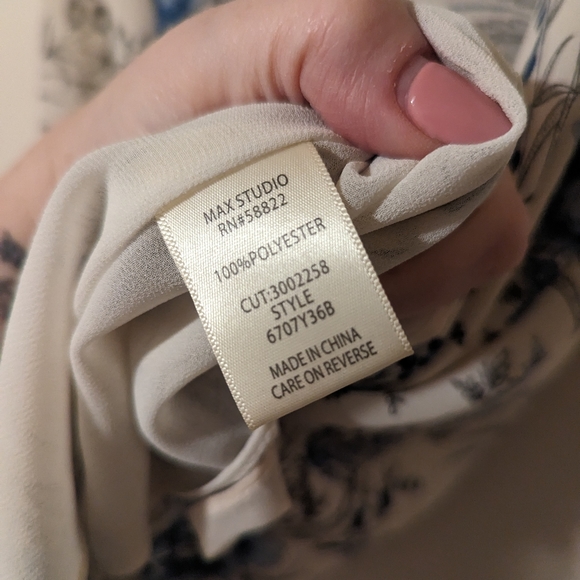 MAX STUDIO
RN#58822
100%POLYESTER
CUT:3002258
STYLE
6707Y36B
MADE IN CHINA
CARE ON REVERSE